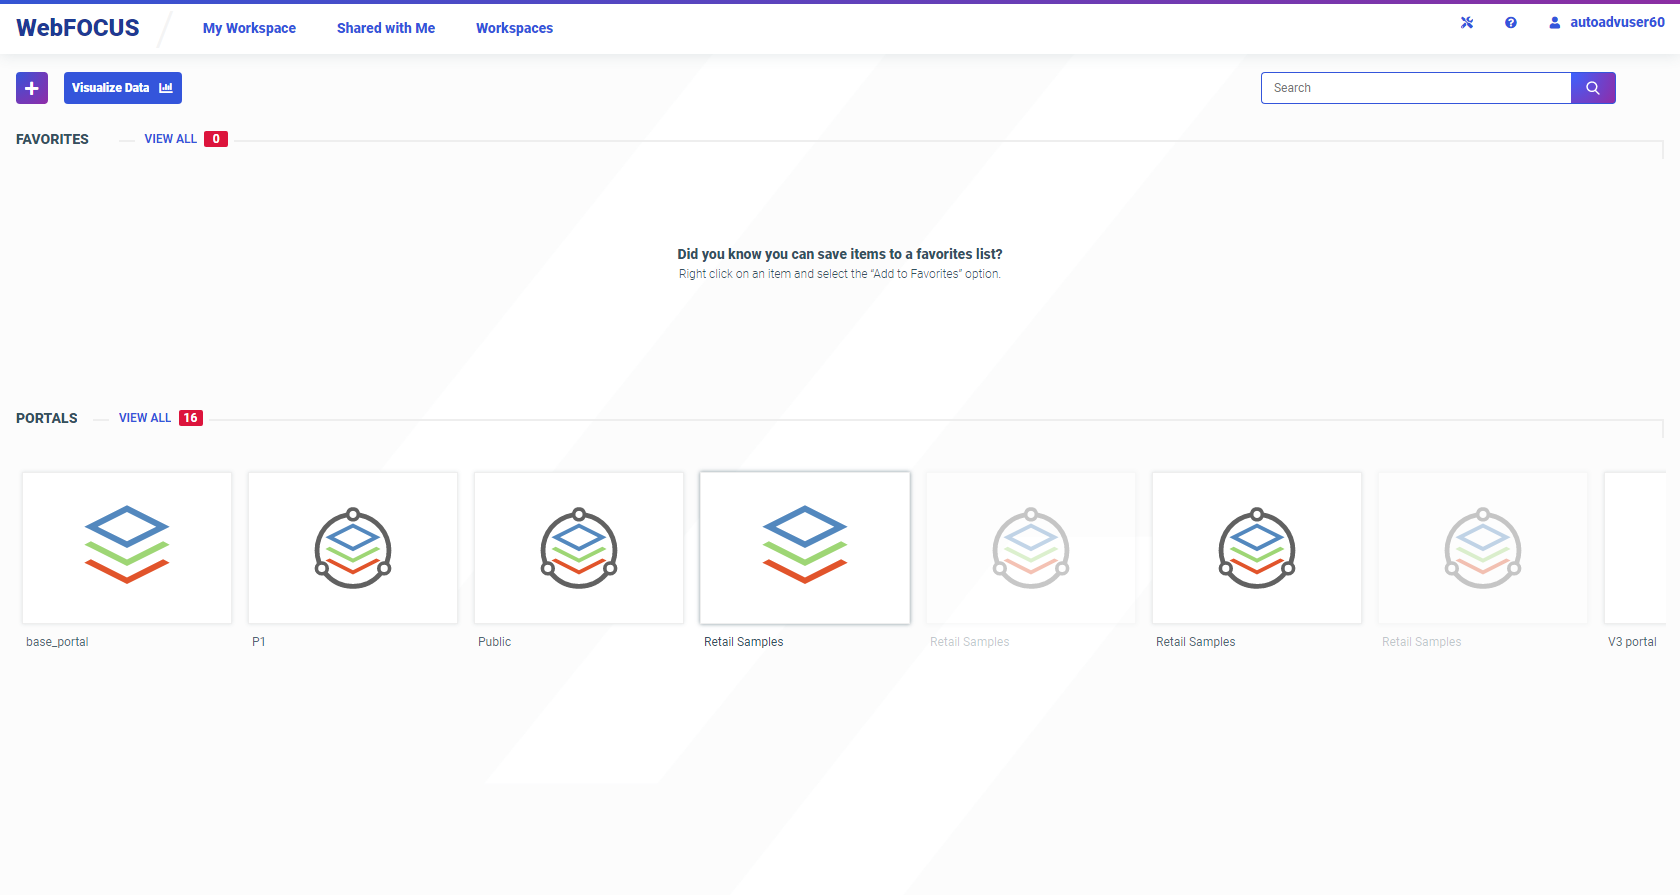 WebFOCUS
My Workspace
Shared with Me
Workspaces
autoadvuser60
Visualize Data
Search
FAVORITES
VIEW ALL 0
Did you know you can save items to a favorites list?
Right click on an item and select the “Add to Favorites” option.
PORTALS
VIEW ALL 16
base_portal
P1
Public
Retail Samples
Retail Samples
Retail Samples
Retail Samples
V3 portal